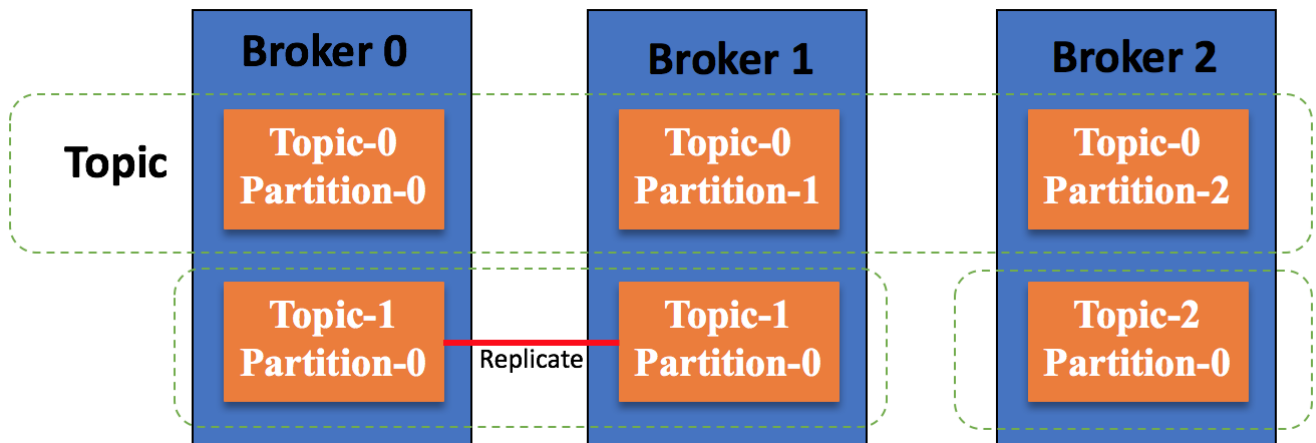 Broker 0
Broker 1
Broker 2
Topic
Topic-0
Partition-0
Topic-0
Partition-1
Topic-0
Partition-2
Topic-1
Partition-0
Replicate
Topic-1
Partition-0
Topic-2
Partition-0